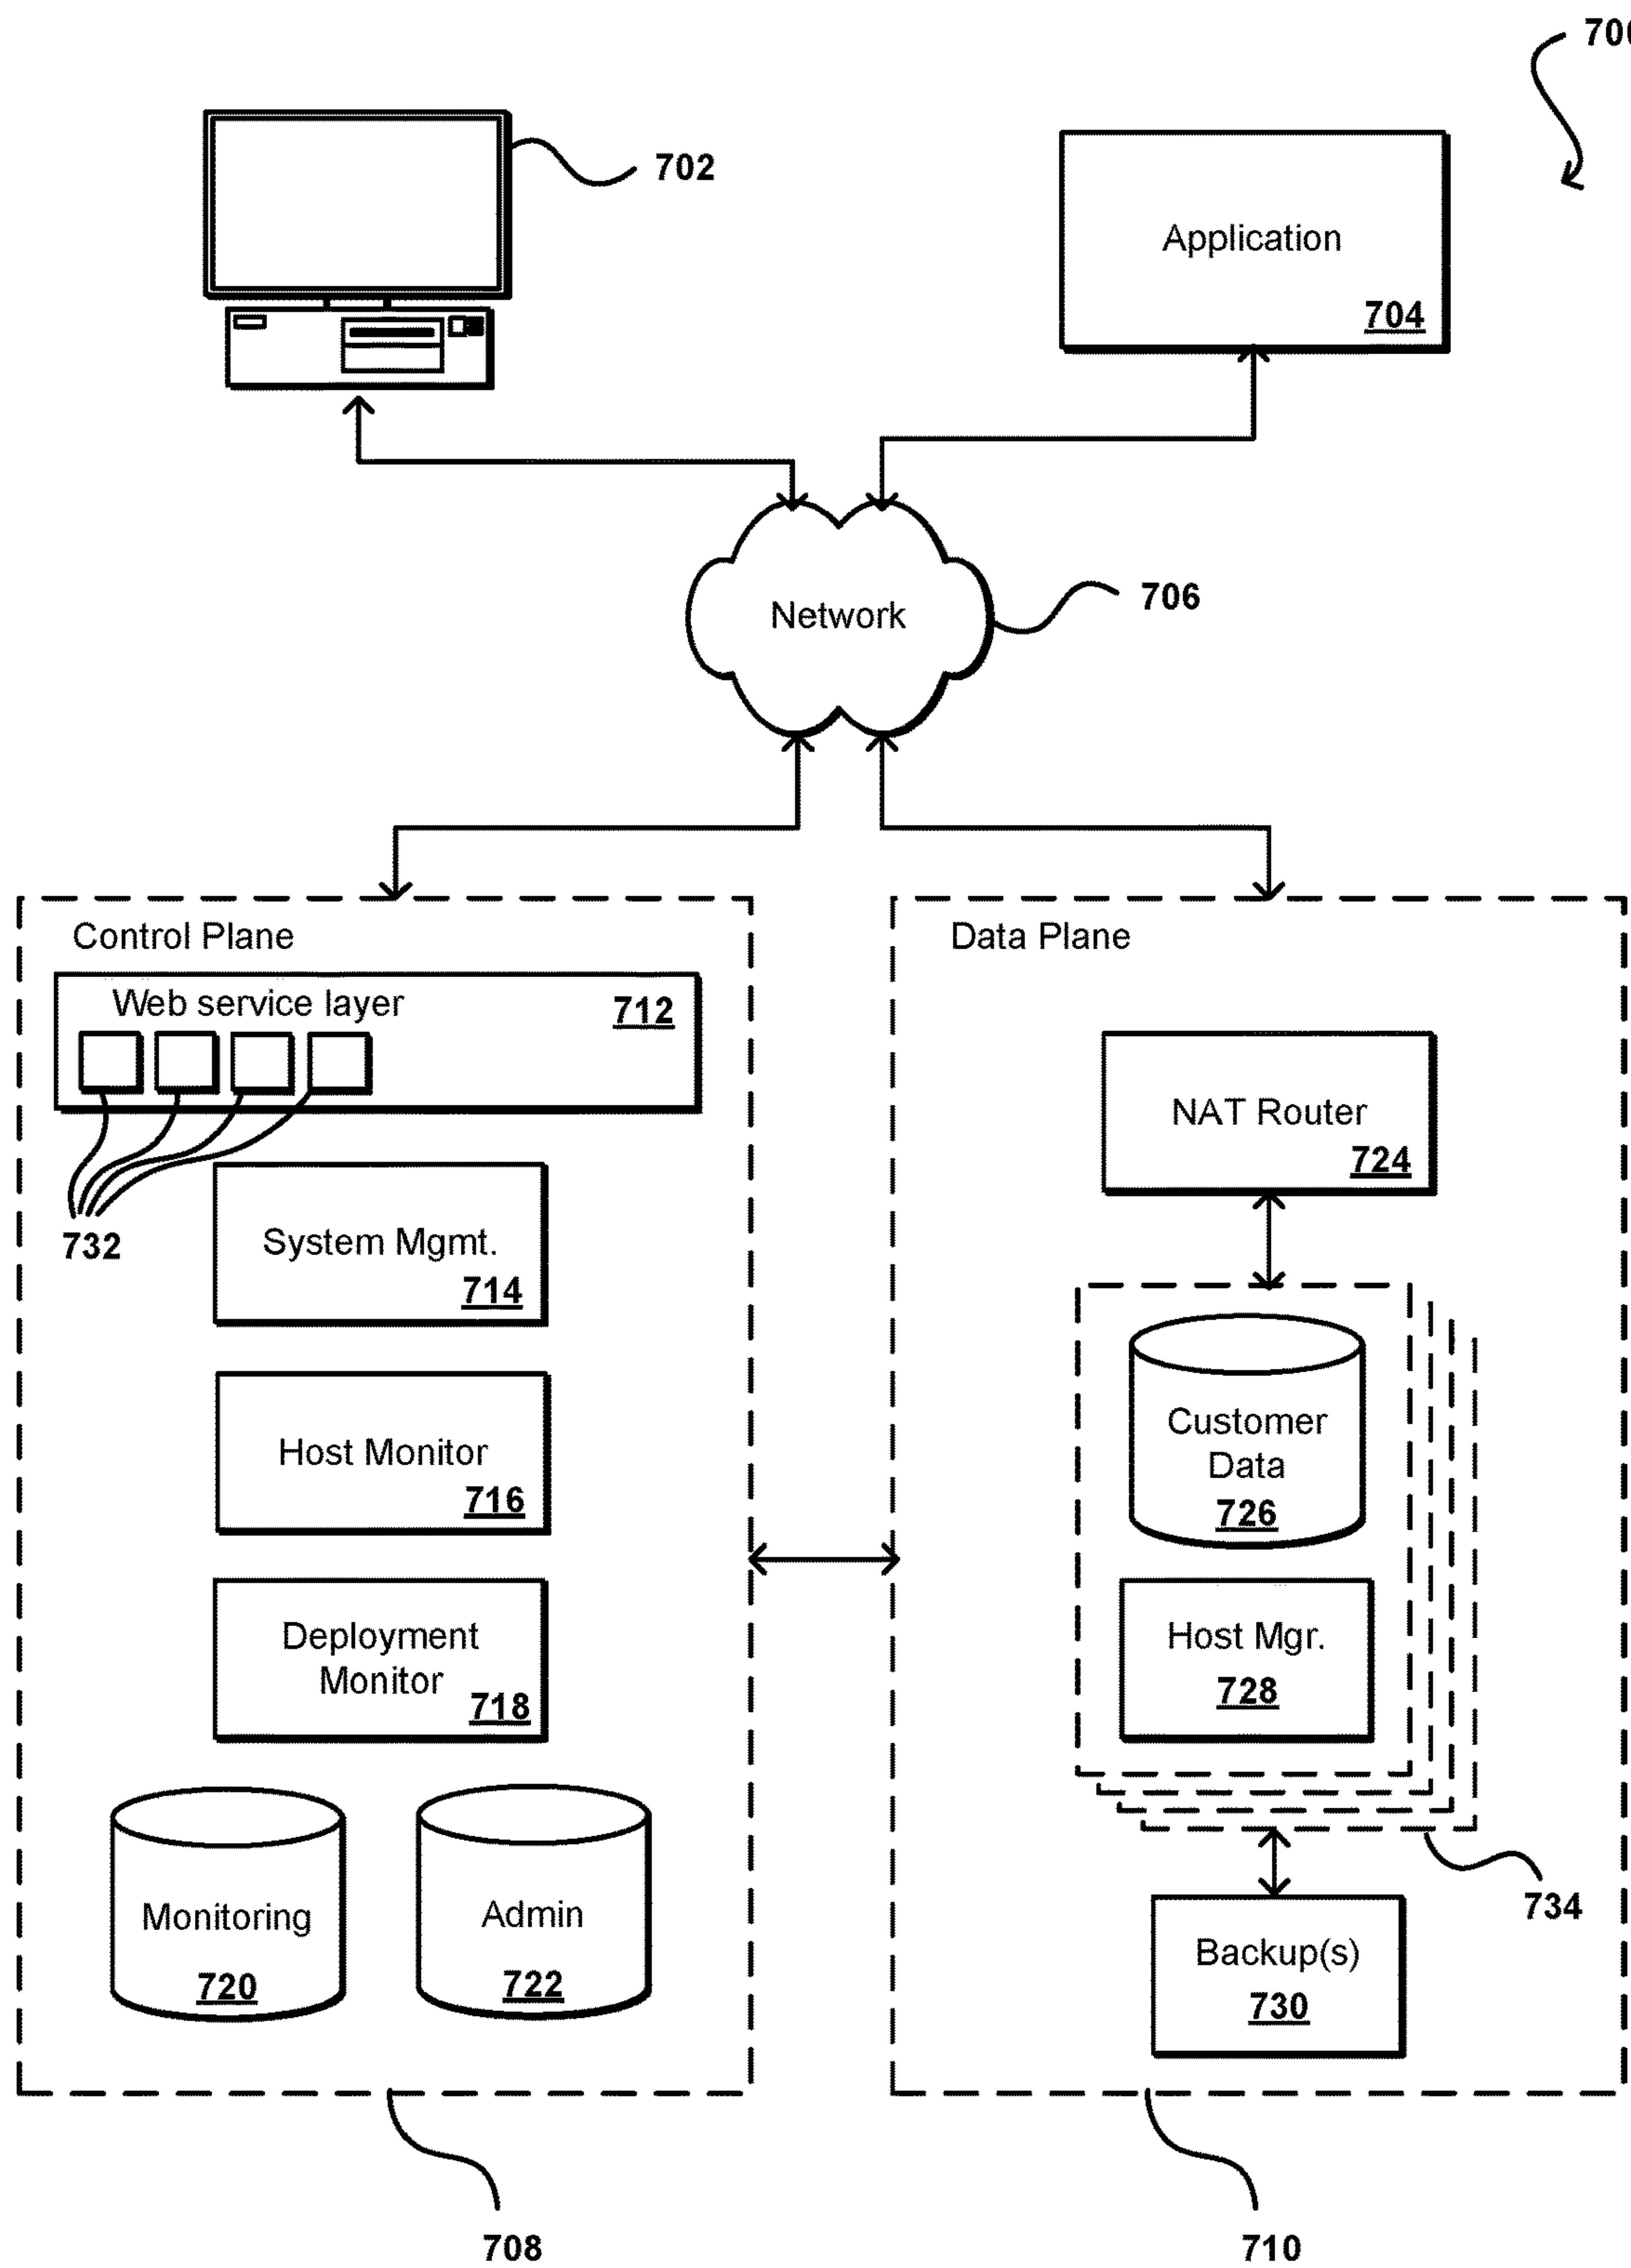 700
702
Application
704
Network
706
Control Plane
Data Plane
Web service layer
712
732
NAT Router
724
System Mgmt.
714
Host Monitor
716
Customer
Data
726
Deployment
Monitor
718
Host Mgr.
728
Monitoring
720
Admin
722
734
Backup(s)
730
708
710